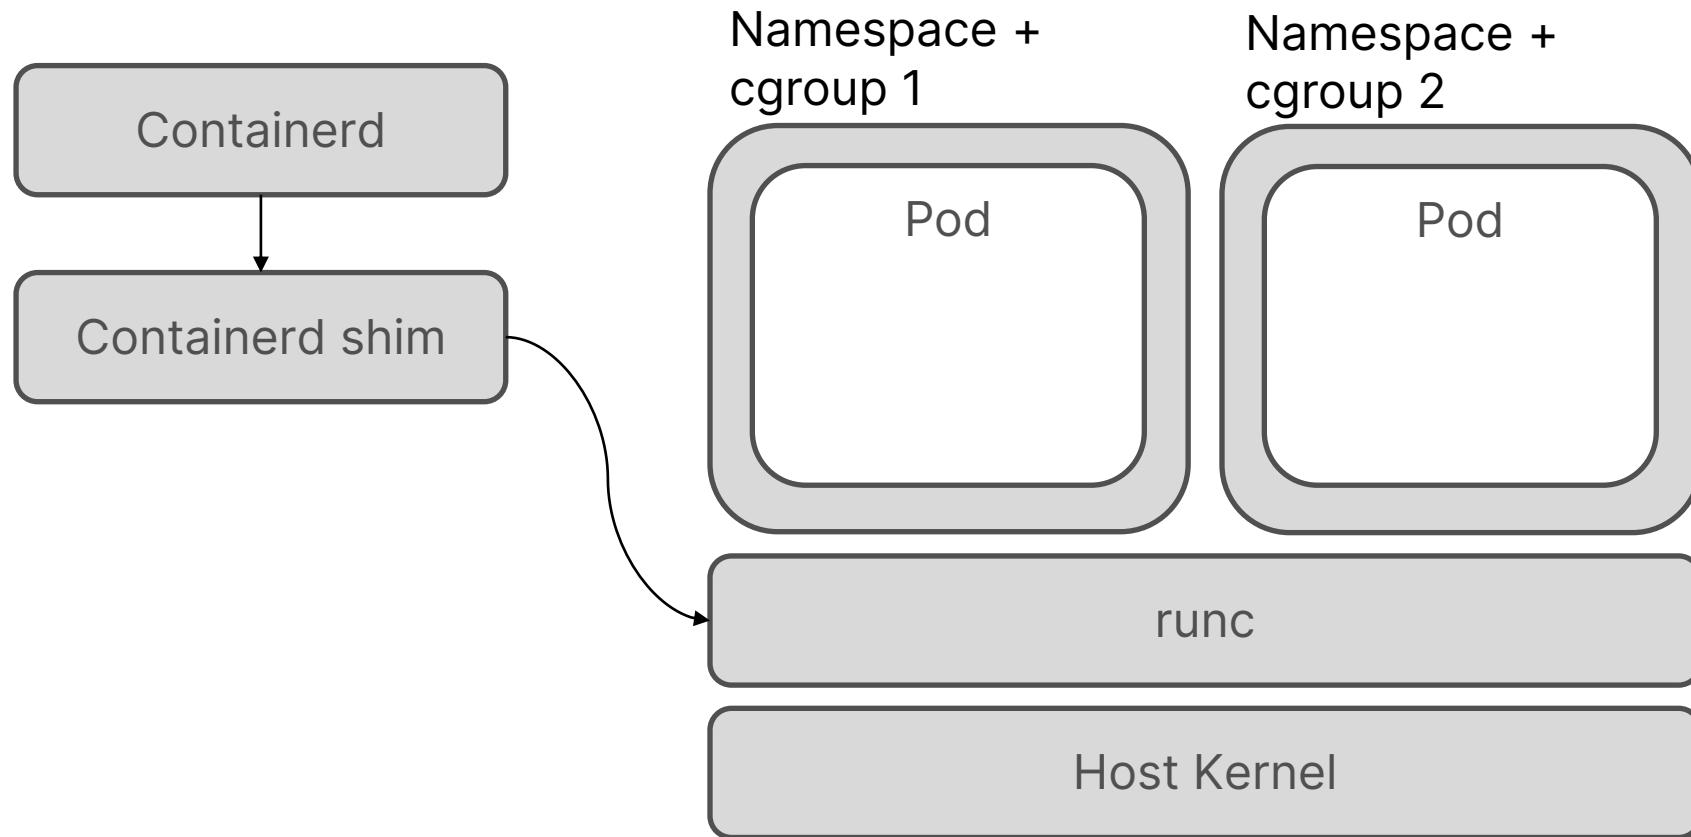 Containerd
Containerd shim
Namespace +
cgroup 1
Pod
Namespace +
cgroup 2
Pod
runc
Host Kernel